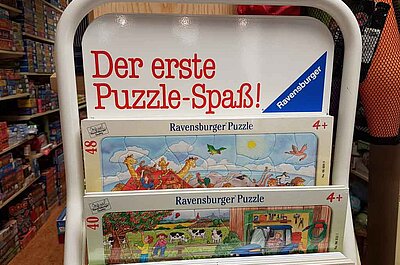 Der erste
Puzzle-Spaß!
Ravensburger
Ravensburger Puzzle
4+
48
Ravensburger Puzzle
4+
40